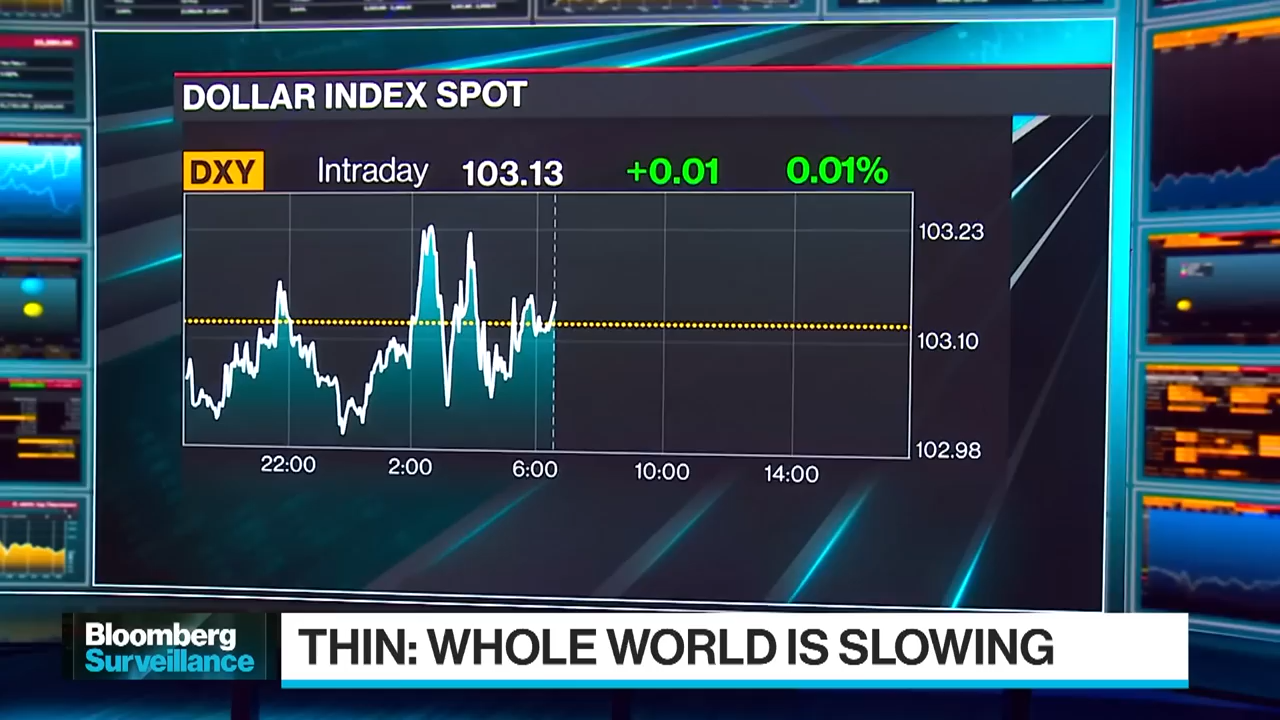 DOLLAR INDEX SPOT
DXY Intraday 103.13 +0.01 0.01%
103.23
103.10
102.98
22:00 2:00 6:00 10:00 14:00
Bloomberg
Surveillance
THIN: WHOLE WORLD IS SLOWING